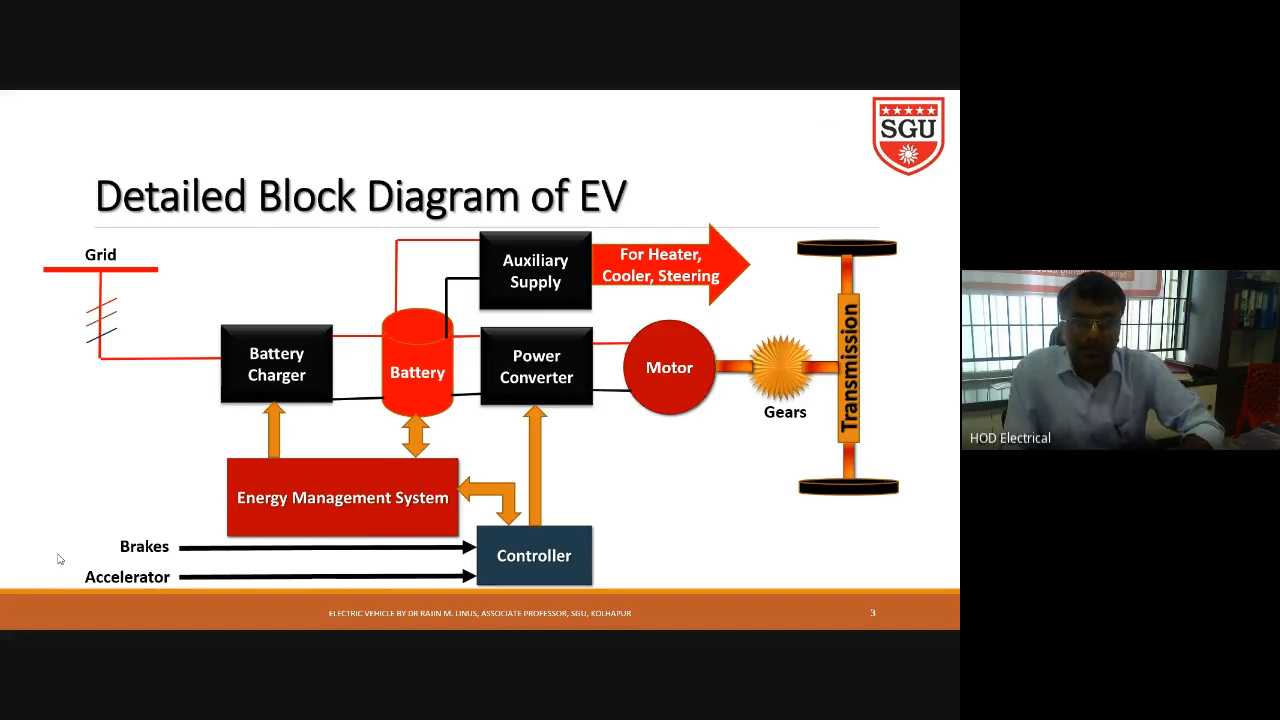 SGU
Detailed Block Diagram of EV
Grid
Auxiliary
Supply
For Heater,
Cooler, Steering
Battery
Charger
Battery
Power
Converter
Motor
Gears
Transmission
Energy Management System
Brakes
Accelerator
Controller
ELECTRIC VEHICLE BY DR RAJIN M. LINUS, ASSOCIATE PROFESSOR, SGU, KOLHAPUR
3
HOD Electrical